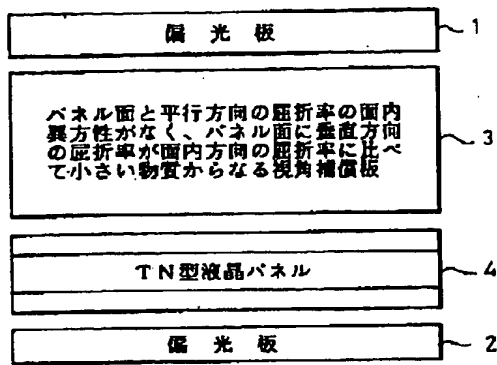 偏光板 1
パネル面と平行方向の屈折率の面内
異方性がなく、パネル面に垂直方向
の屈折率が面内方向の屈折率に比べ
て小さい物質からなる視角補償板
3
TN型液晶パネル 4
偏光板 2